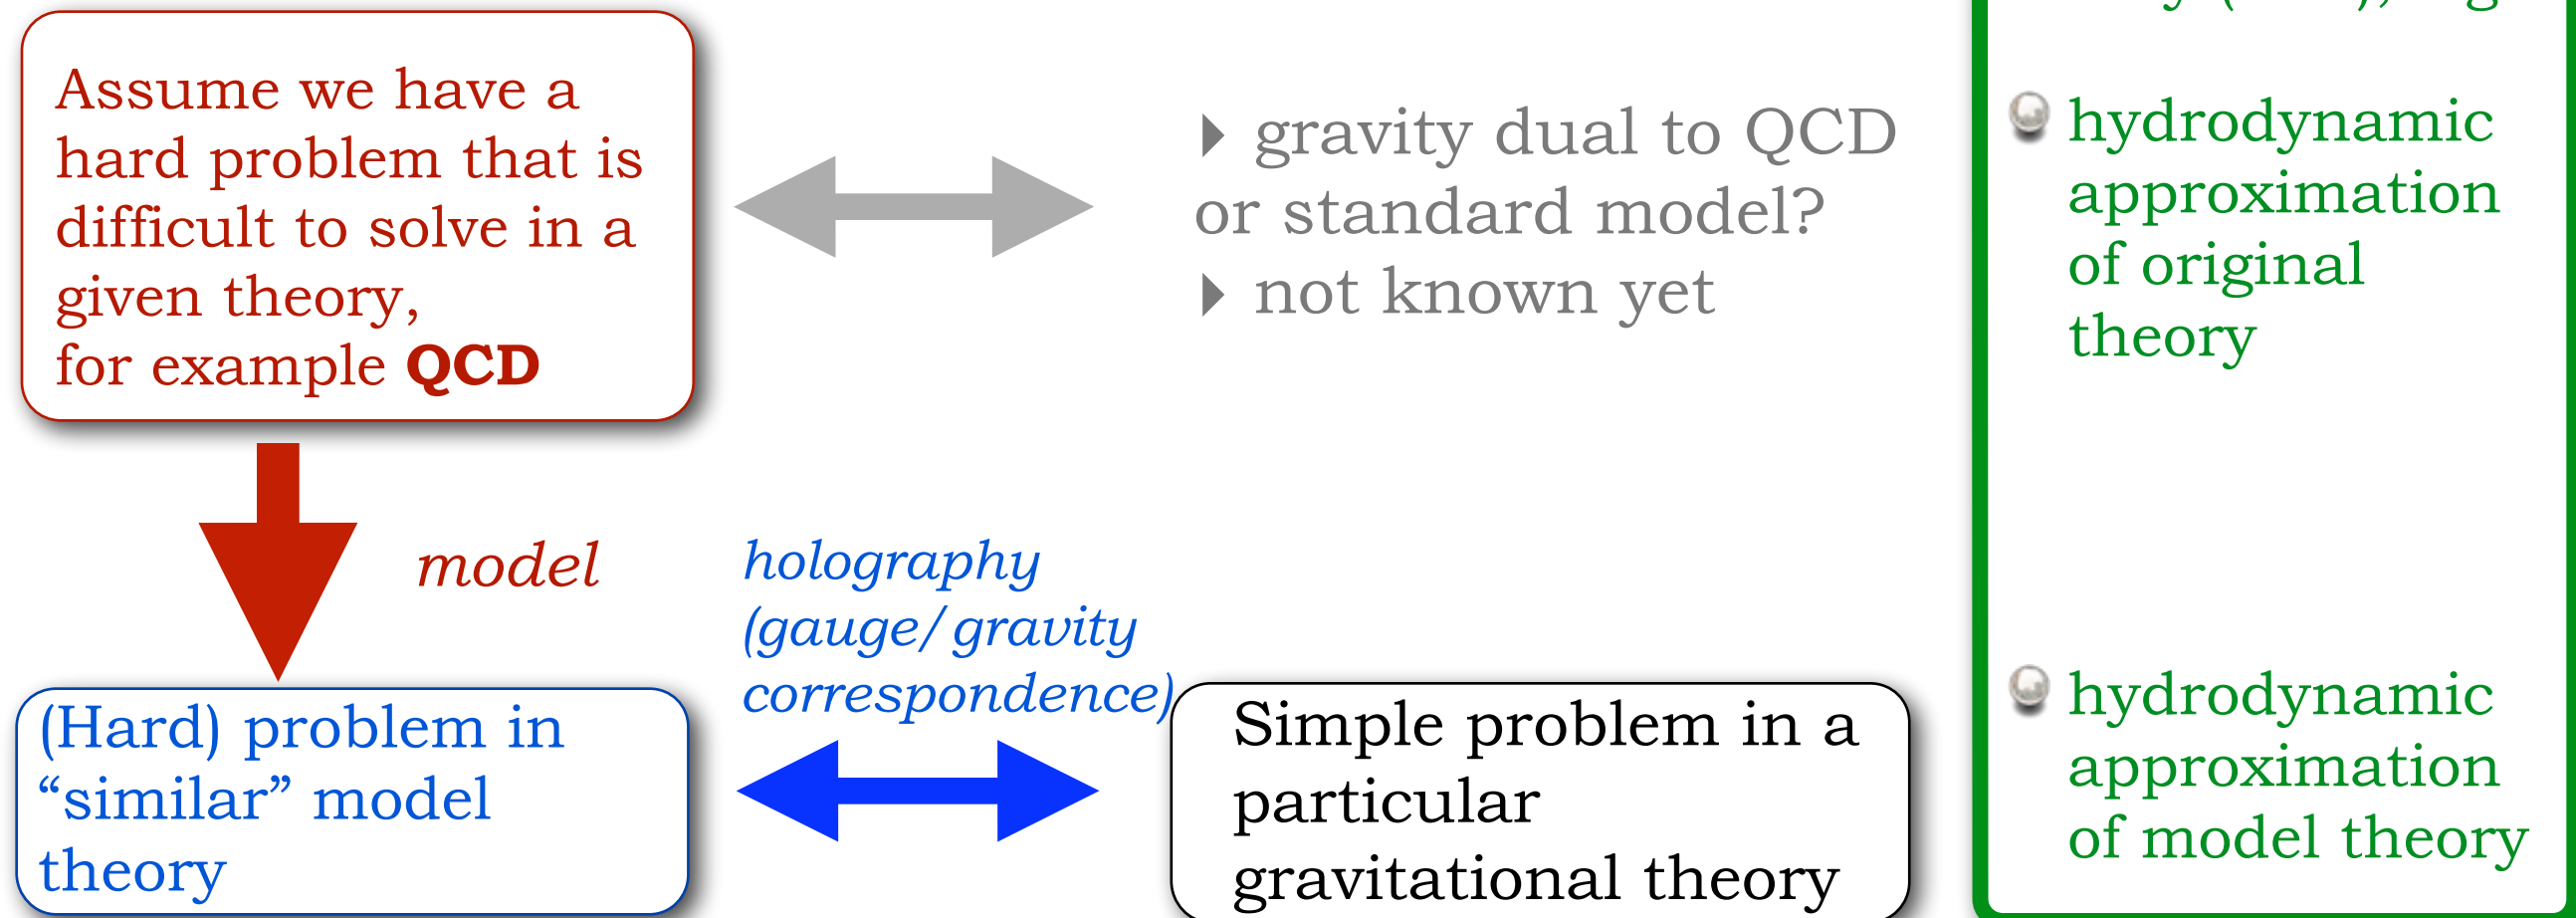 Assume we have a
hard problem that is
difficult to solve in a
given theory,
for example QCD
▸ gravity dual to QCD
or standard model?
▸ not known yet
hydrodynamic
approximation
of original
theory
model
holography
(gauge/gravity
correspondence)
(Hard) problem in
“similar” model
theory
Simple problem in a
particular
gravitational theory
hydrodynamic
approximation
of model theory